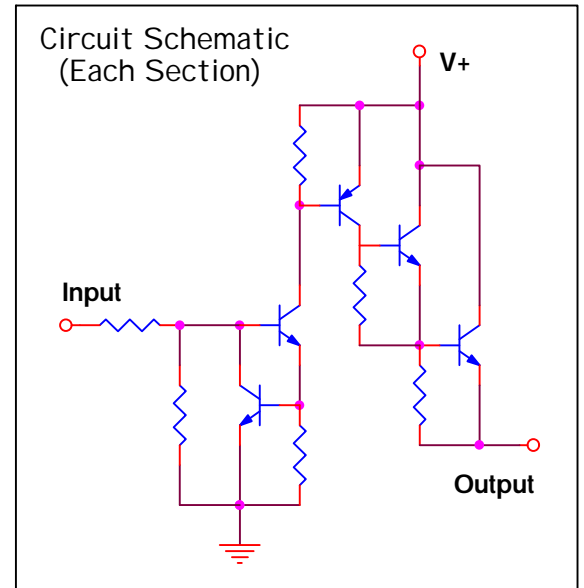 Circuit Schematic
(Each Section)
V+
Input
Output